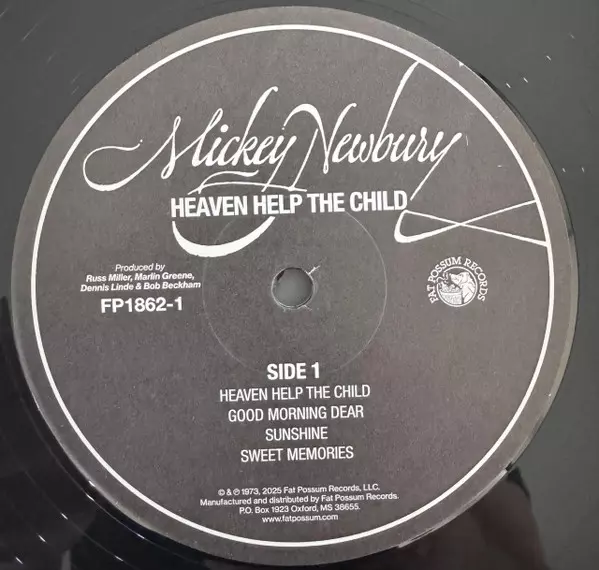 Mickey Newbury
HEAVEN HELP THE CHILD
Produced by
Russ Miller, Marlin Greene,
Dennis Linde & Bob Beckham
FP1862-1
FAT POSSUM RECORDS
SIDE 1
HEAVEN HELP THE CHILD
GOOD MORNING DEAR
SUNSHINE
SWEET MEMORIES
© & ℗ 1973, 2025 Fat Possum Records, LLC.
Manufactured and distributed by Fat Possum Records.
P.O. Box 1923 Oxford, MS 38655.
www.fatpossum.com